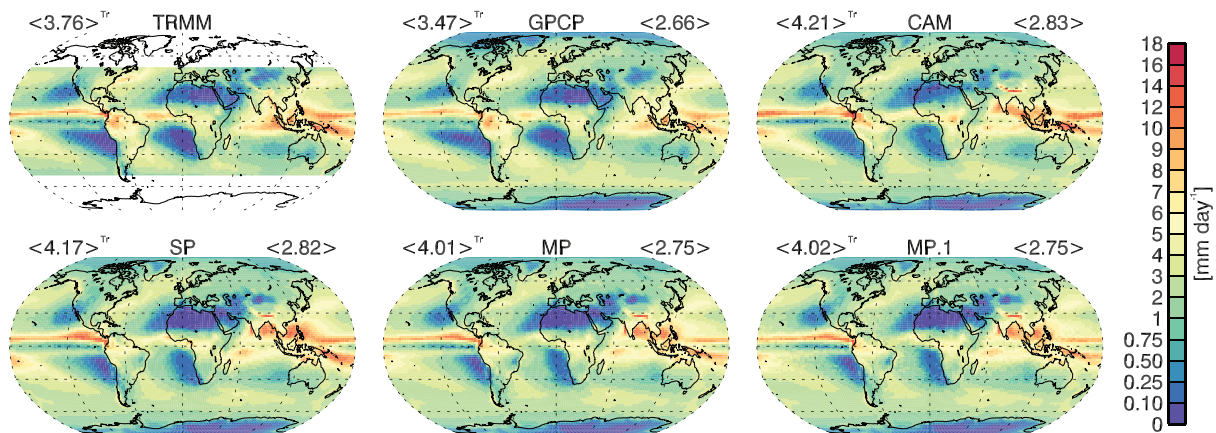 <3.76>Tr TRMM
<3.47>Tr GPCP <2.66>
<4.21>Tr CAM <2.83>
<4.17>Tr SP <2.82>
<4.01>Tr MP <2.75>
<4.02>Tr MP.1 <2.75>
18
16
14
12
10
9
8
7
6
5
4
3
2
1
0.75
0.50
0.25
0.10
0
[mm day-1]